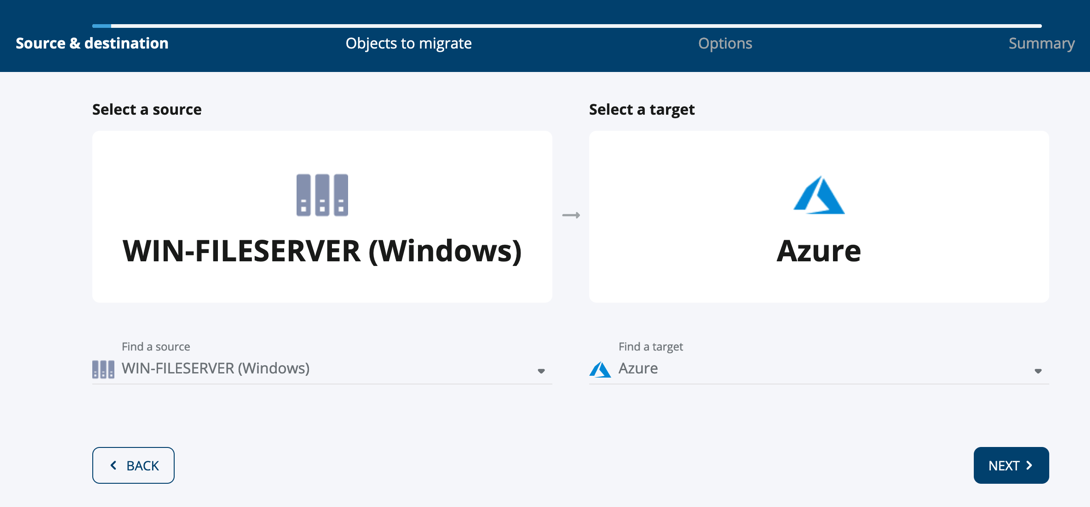 Source & destination
Objects to migrate
Options
Summary
Select a source
Select a target
WIN-FILESERVER (Windows)
Azure
Find a source
WIN-FILESERVER (Windows)
Find a target
Azure
BACK
NEXT